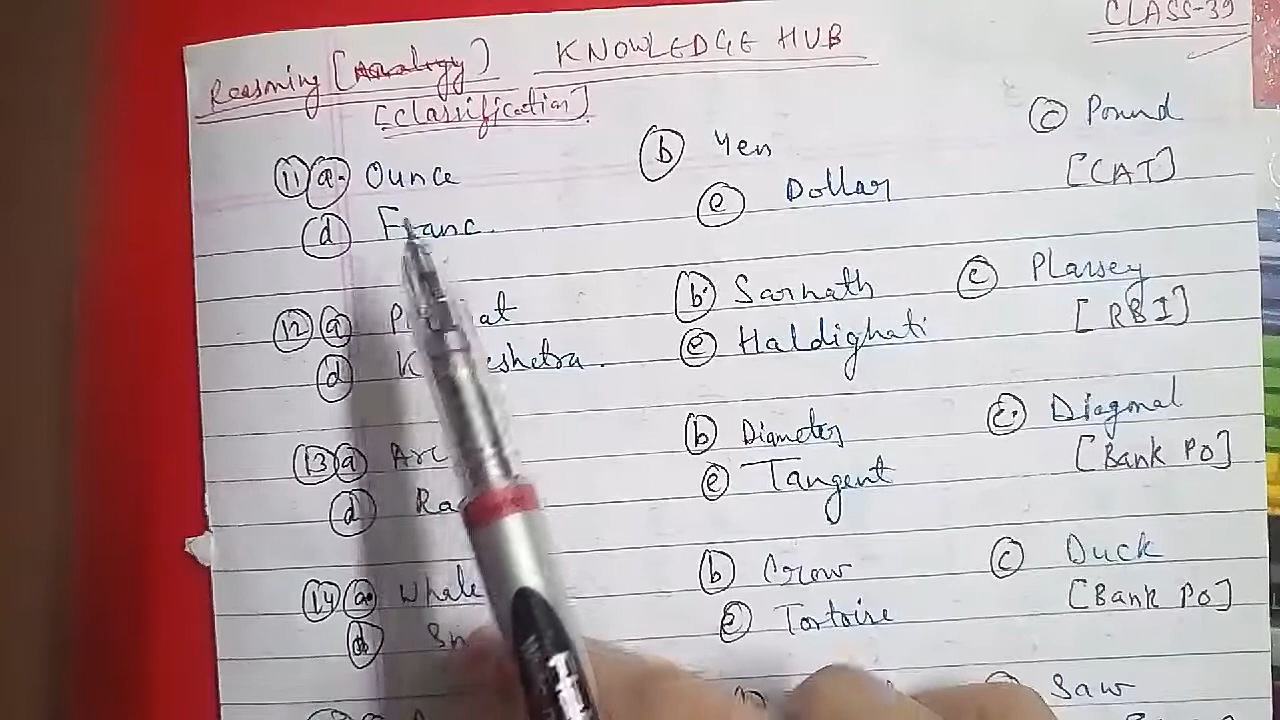 CLASS-39
Reasoning [Analogy] KNOWLEDGE HUB
[Classification]
11 a. Ounce b Yen c Pound
d Franc. e Dollar [CAT]
12 a b. Sarnath c Plassey
d e Haldighati [RBI]
13 a Arc b Diameter c. Diagonal
d e Tangent [Bank PO]
14 a. Whale b Crow c Duck
d e Tortoise [Bank PO]
Saw